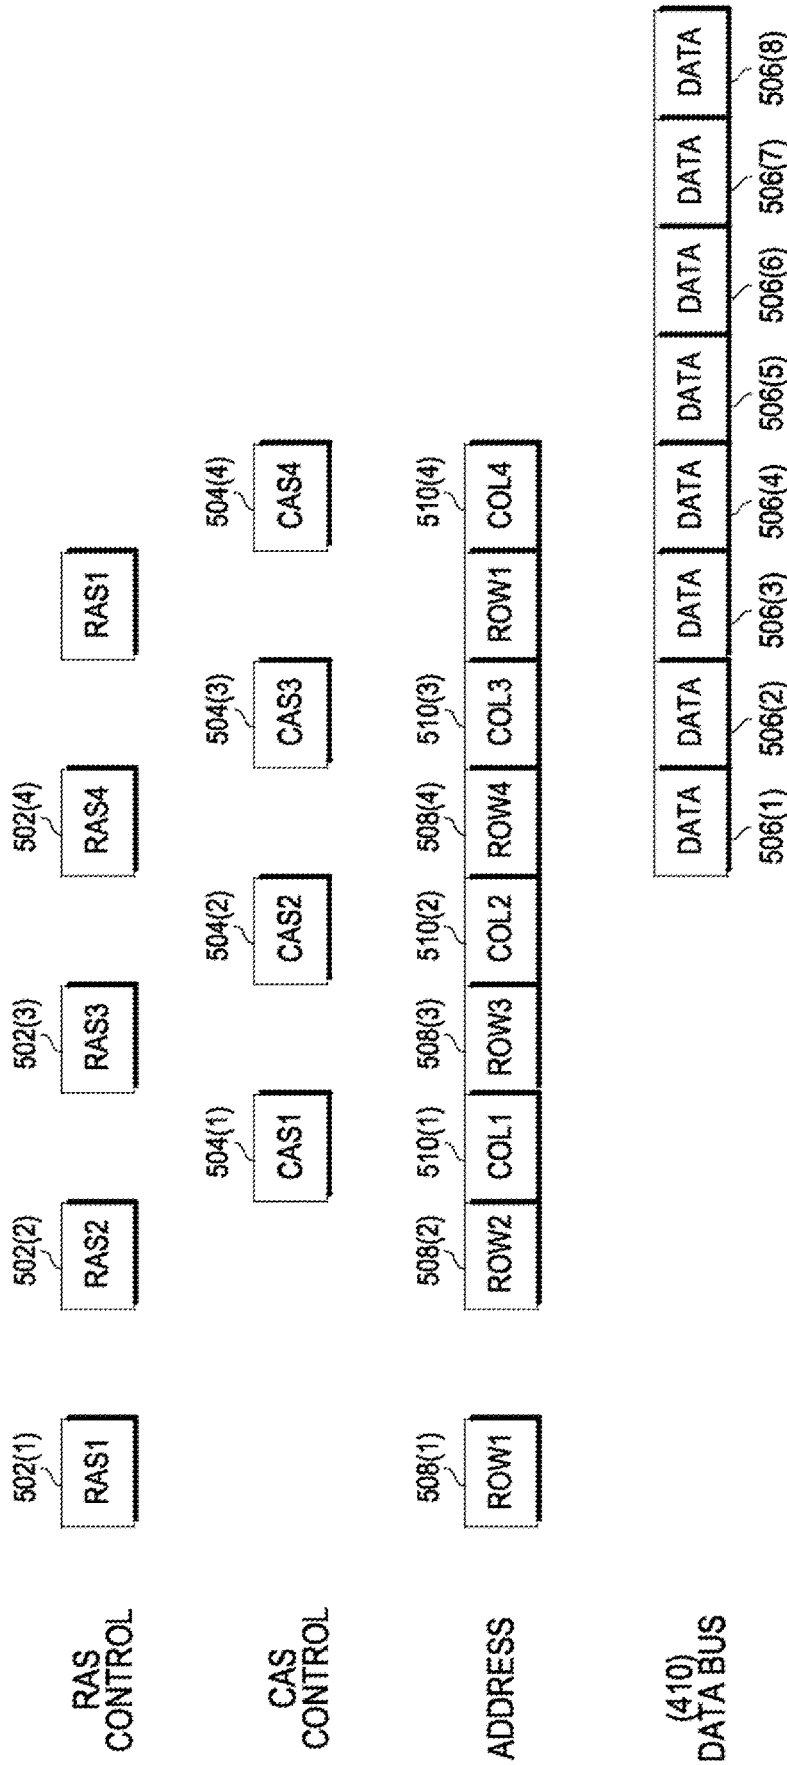 RAS
CONTROL
502(1)
RAS1
502(2)
RAS2
502(3)
RAS3
502(4)
RAS4
RAS1
CAS
CONTROL
504(1)
CAS1
504(2)
CAS2
504(3)
CAS3
504(4)
CAS4
ADDRESS
508(1)
ROW1
508(2)
ROW2
510(1)
COL1
508(3)
ROW3
510(2)
COL2
508(4)
ROW4
510(3)
COL3
ROW1
510(4)
COL4
(410)
DATA BUS
DATA
506(1)
DATA
506(2)
DATA
506(3)
DATA
506(4)
DATA
506(5)
DATA
506(6)
DATA
506(7)
DATA
506(8)